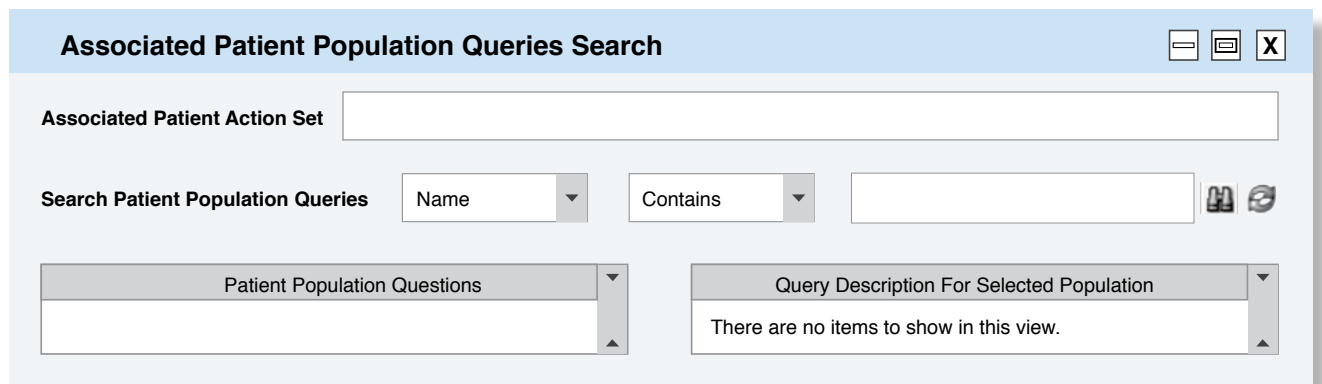 Associated Patient Population Queries Search
X
Associated Patient Action Set
Search Patient Population Queries Name Contains
Patient Population Questions Query Description For Selected Population
There are no items to show in this view.